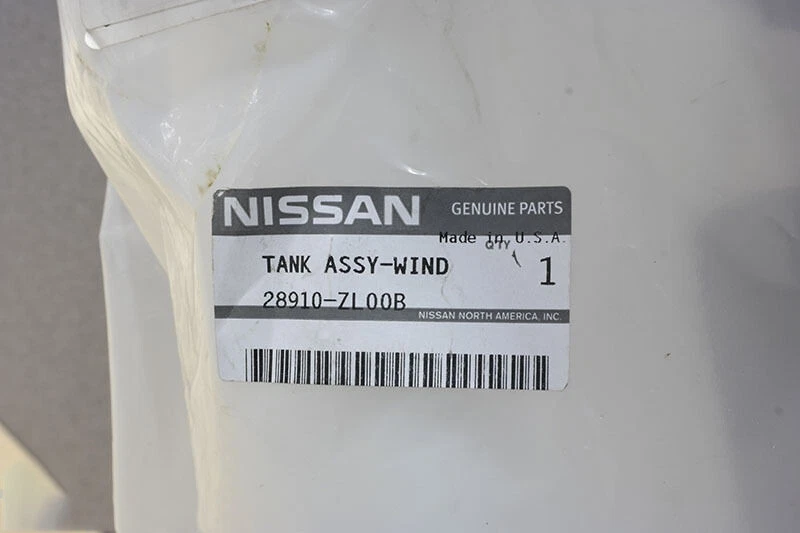 NISSAN GENUINE PARTS
Made in U.S.A.
QTY
TANK ASSY-WIND 1
28910-ZL00B
NISSAN NORTH AMERICA, INC.